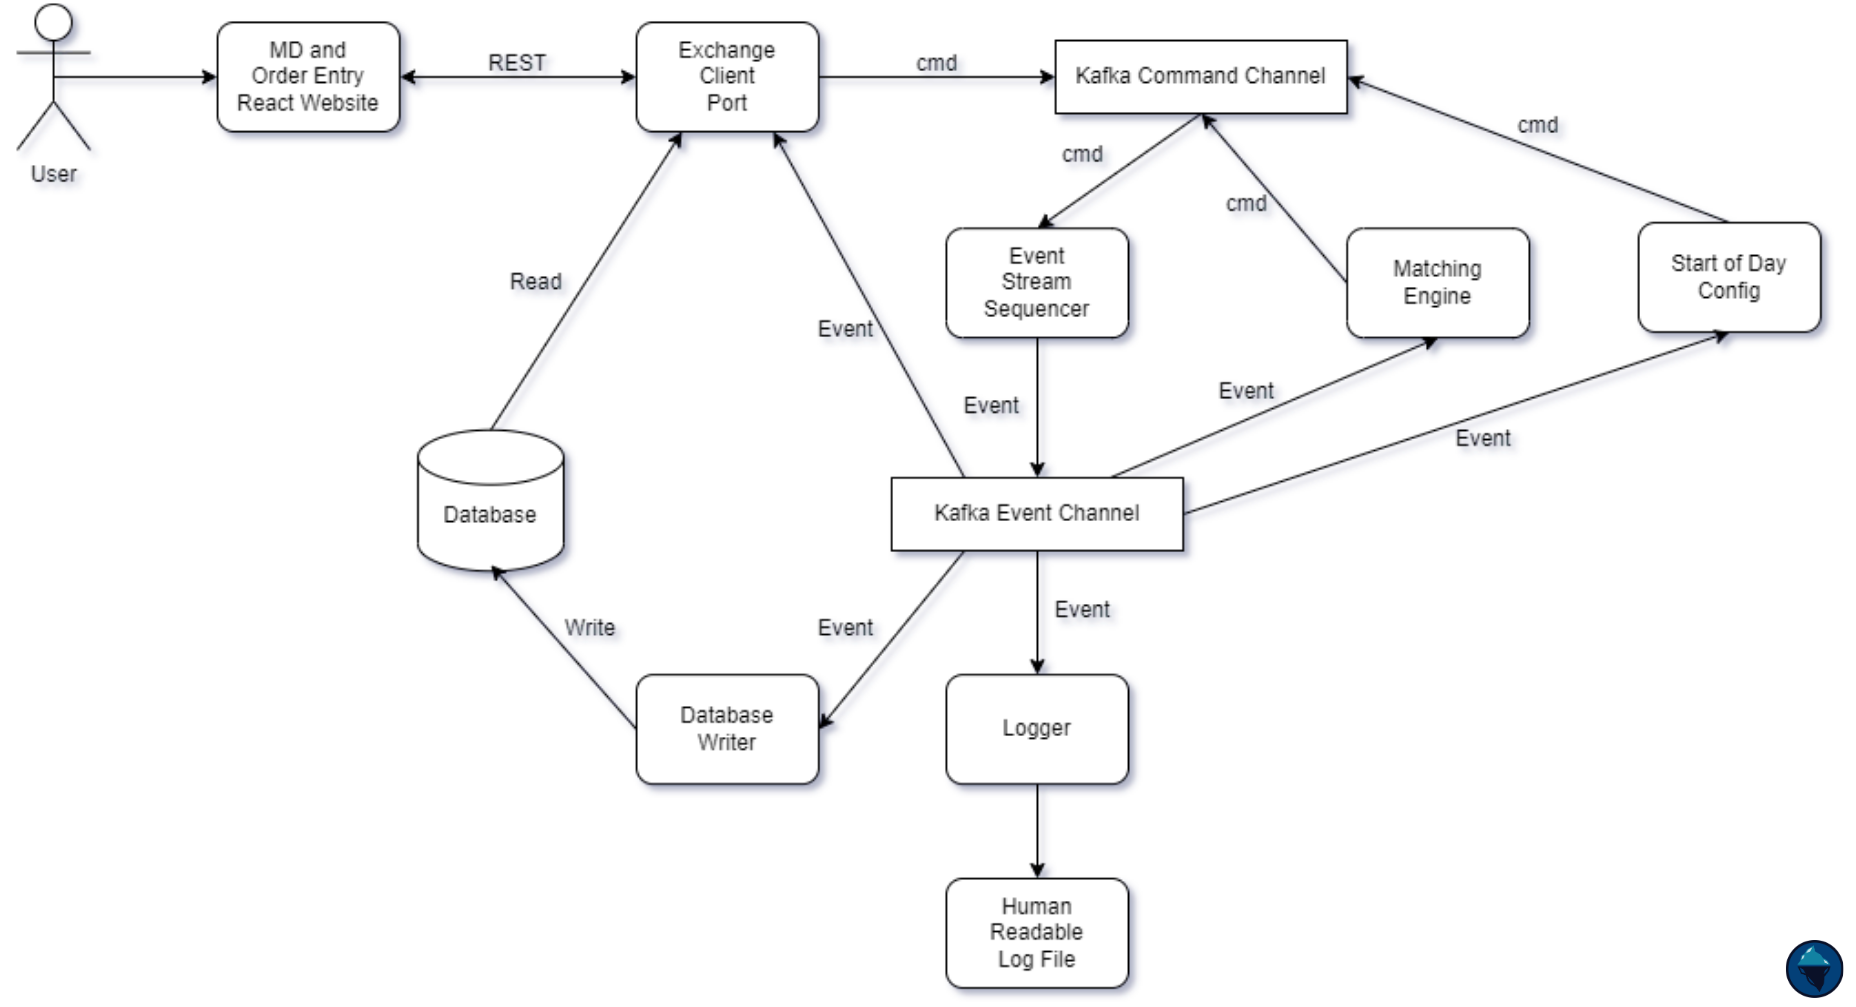 User
MD and
Order Entry
React Website
REST
Exchange
Client
Port
cmd
Kafka Command Channel
cmd
cmd
cmd
Event
Stream
Sequencer
Matching
Engine
Start of Day
Config
Read
Event
Event
Event
Event
Database
Kafka Event Channel
Write
Event
Event
Database
Writer
Logger
Human
Readable
Log File